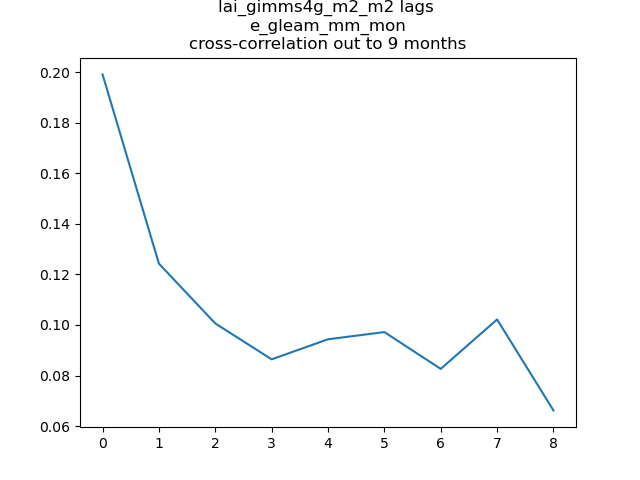 lai_gimms4g_m2_m2 lags
e_gleam_mm_mon
cross-correlation out to 9 months
0.20
0.18
0.16
0.14
0.12
0.10
0.08
0.06
0 1 2 3 4 5 6 7 8